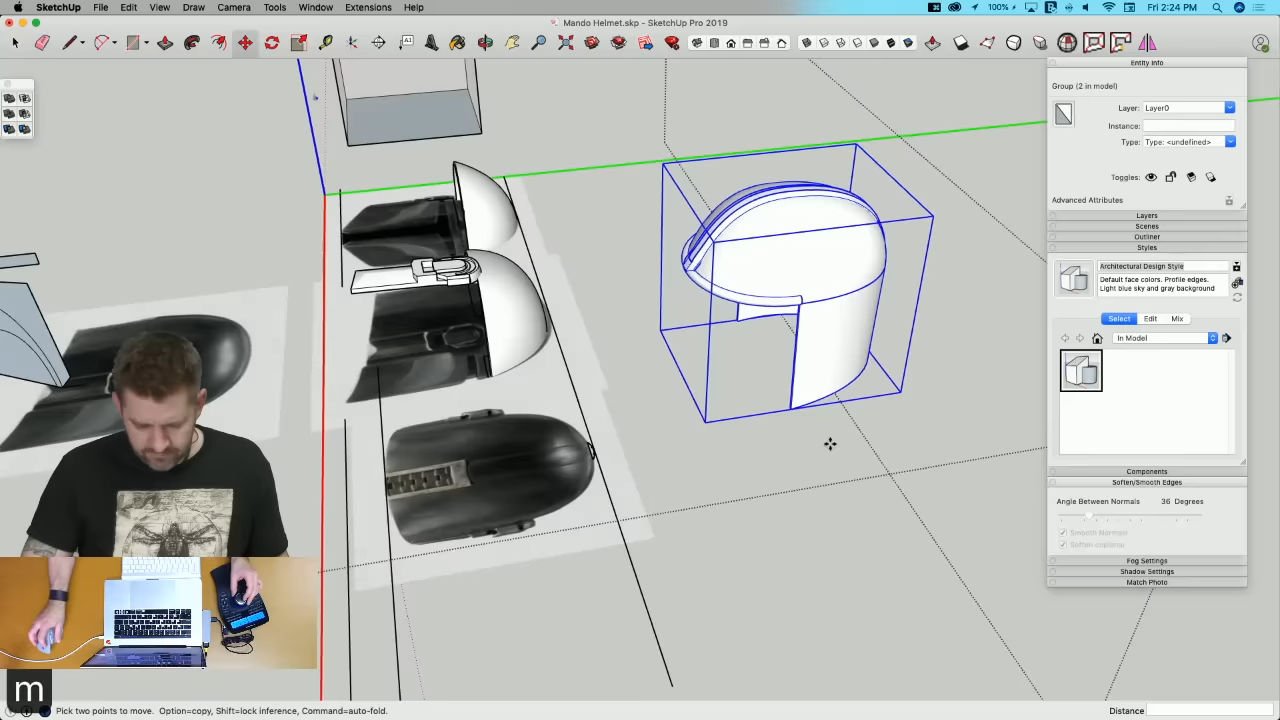 SketchUp File Edit View Draw Camera Tools Window Extensions Help
100% Fri 2:24 PM
Mando Helmet.skp - SketchUp Pro 2019
Entity Info
Group (2 in model)
Layer: Layer0
Instance:
Type: Type: <undefined>
Toggles:
Advanced Attributes
Layers
Scenes
Outliner
Styles
Architectural Design Style
Default face colors. Profile edges.
Light blue sky and gray background
Select Edit Mix
In Model
Components
Soften/Smooth Edges
Angle Between Normals 36 Degrees
Smooth Normals
Soften coplanar
Fog Settings
Shadow Settings
Match Photo
m
Pick two points to move. Option=copy, Shift=lock inference, Command=auto-fold.
Distance